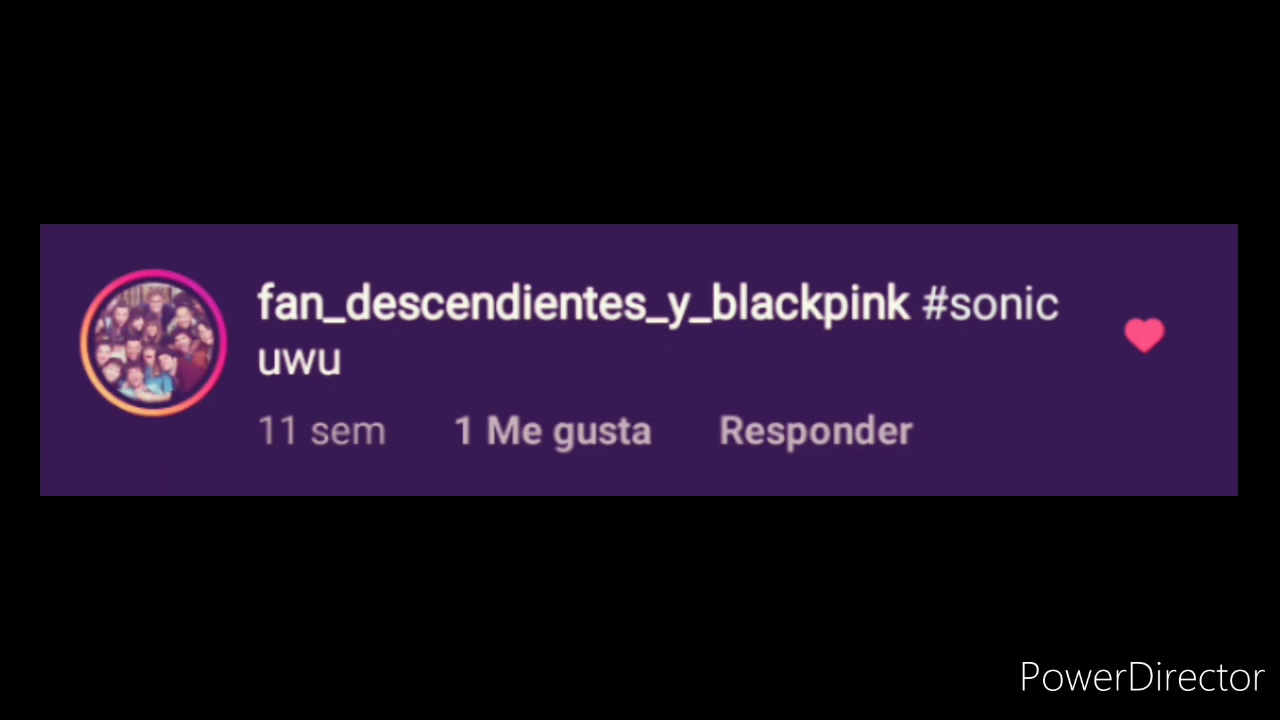 fan_descendientes_y_blackpink #sonic
uwu
11 sem 1 Me gusta Responder
PowerDirector